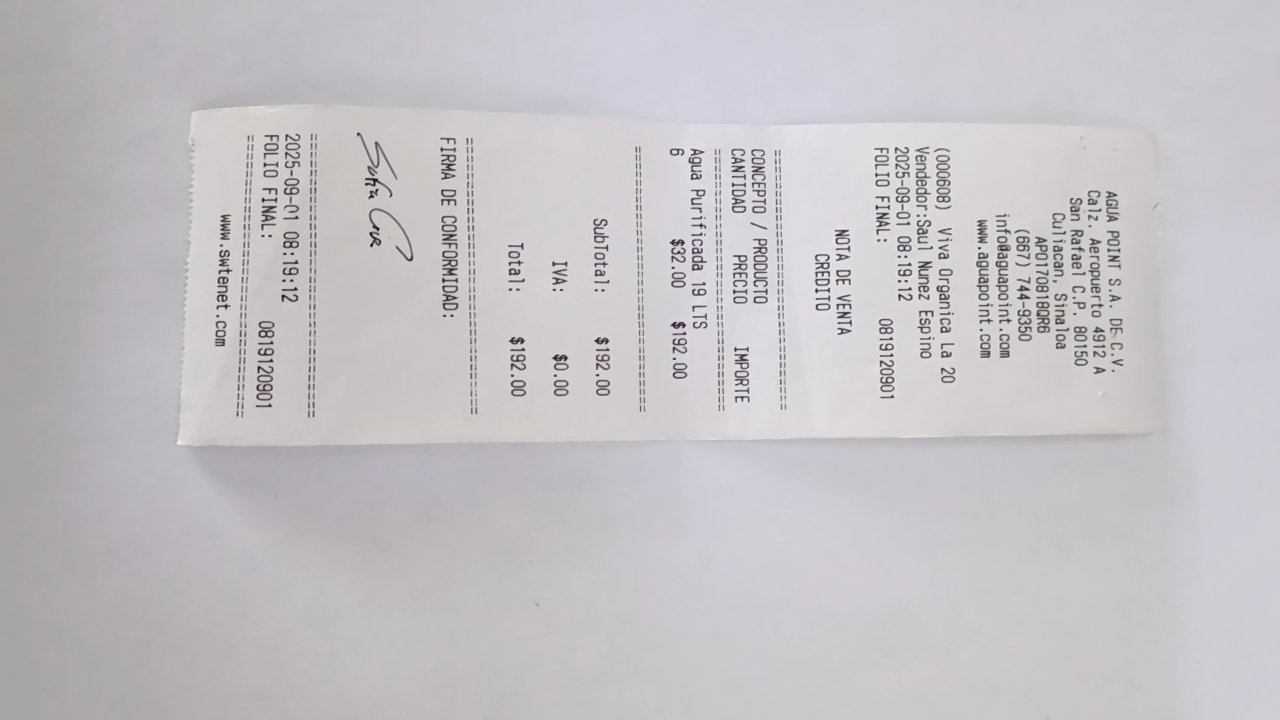 AGUA POINT S.A. DE C.V.
Calz. Aeropuerto 4912 A
San Rafael C.P. 80150
Culiacan, Sinaloa
APO170818QR6
(667) 744-9350
info@aguapoint.com
www.aguapoint.com
(000608) Viva Organica La 20
Vendedor:Saul Nunez Espino
2025-09-01 08:19:12
FOLIO FINAL: 0819120901
NOTA DE VENTA
CREDITO
==================================
CONCEPTO / PRODUCTO
CANTIDAD PRECIO IMPORTE
==================================
Agua Purificada 19 LTS
6 $32.00 $192.00
==================================
SubTotal: $192.00
IVA: $0.00
Total: $192.00
==================================
FIRMA DE CONFORMIDAD:
==================================
2025-09-01 08:19:12
FOLIO FINAL: 0819120901
==================================
www.swtenet.com